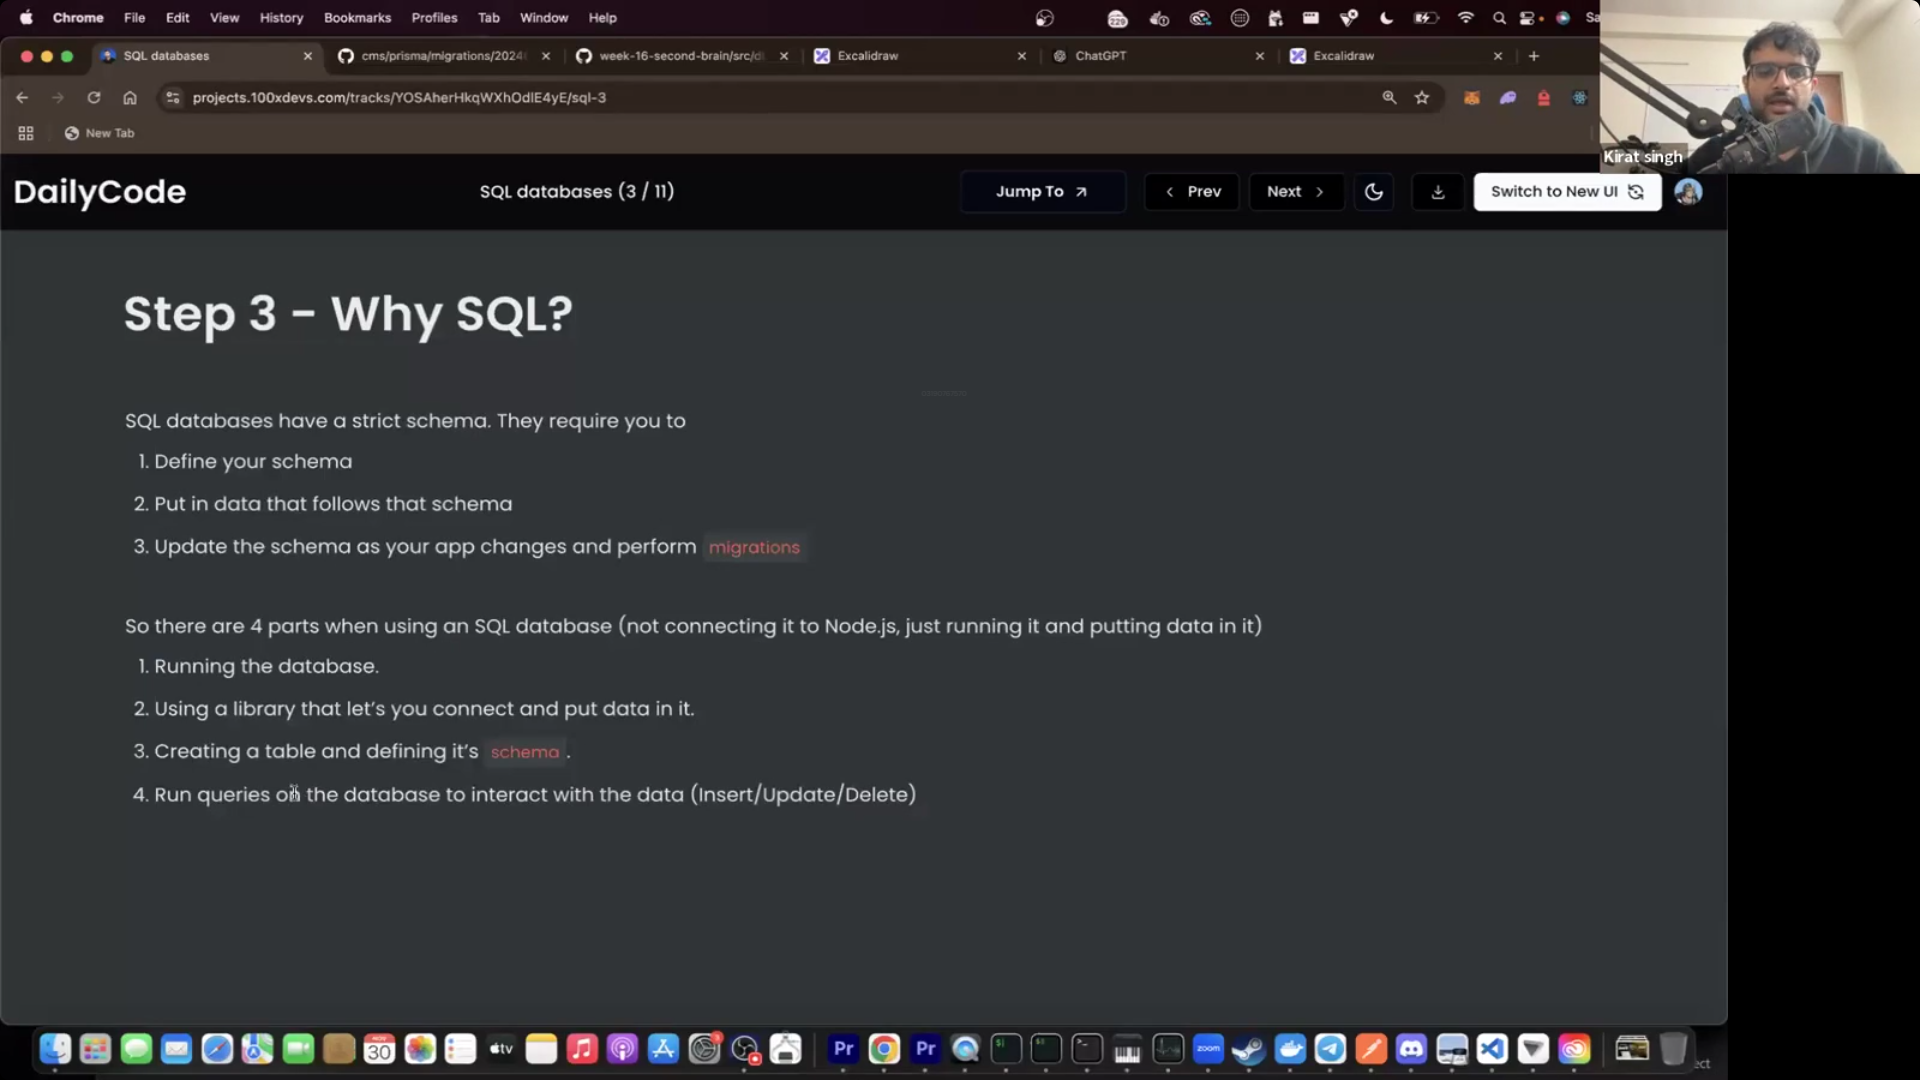 Chrome File Edit View History Bookmarks Profiles Tab Window Help
SQL databases
cms/prisma/migrations/2024
week-16-second-brain/src/d
Excalidraw
ChatGPT
Excalidraw
projects.100xdevs.com/tracks/YOSAherHkqWXhOdIE4yE/sql-3
New Tab
Kirat singh
DailyCode
SQL databases (3 / 11)
Jump To
Prev
Next
Switch to New UI
Step 3 - Why SQL?
SQL databases have a strict schema. They require you to
1. Define your schema
2. Put in data that follows that schema
3. Update the schema as your app changes and perform migrations
So there are 4 parts when using an SQL database (not connecting it to Node.js, just running it and putting data in it)
1. Running the database.
2. Using a library that let's you connect and put data in it.
3. Creating a table and defining it's schema .
4. Run queries on the database to interact with the data (Insert/Update/Delete)
NOV
30
tv
Pr
Pr
zoom